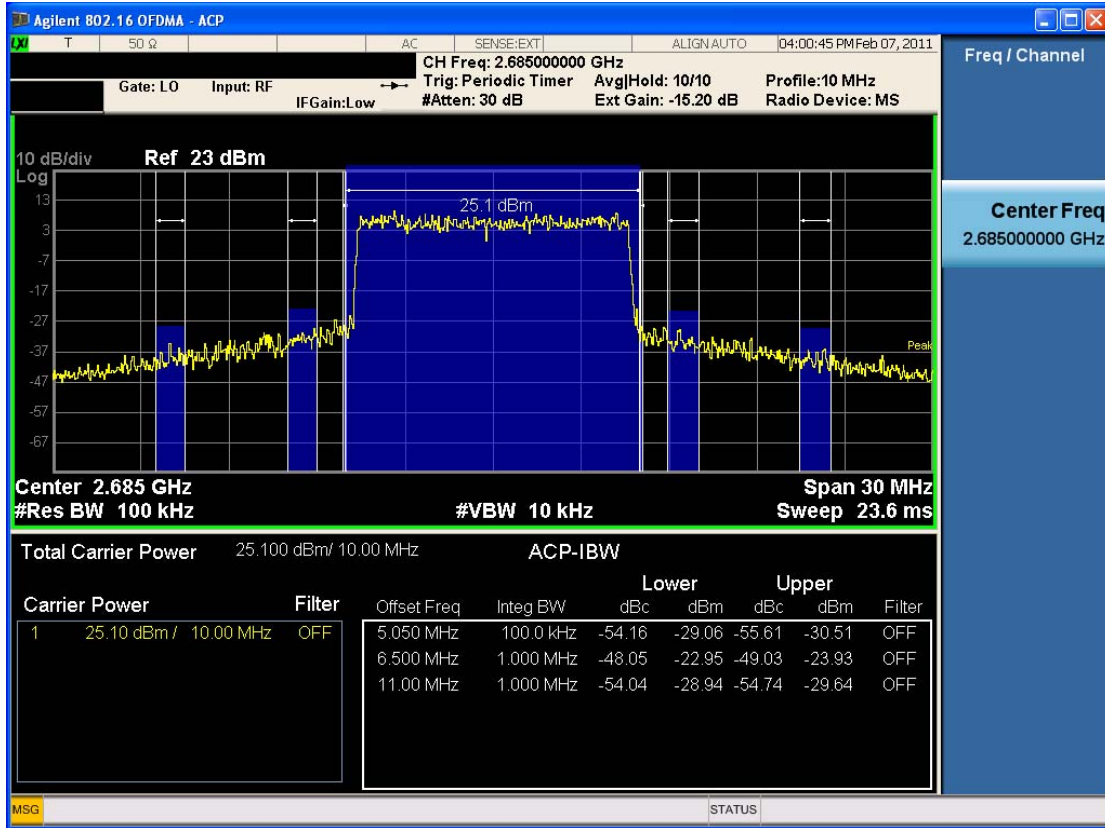 Agilent 802.16 OFDMA - ACP
LXI T 50 Ω AC SENSE:EXT ALIGNAUTO 04:00:45 PMFeb 07, 2011
CH Freq: 2.685000000 GHz
Gate: LO Input: RF Trig: Periodic Timer Avg|Hold: 10/10 Profile:10 MHz
IFGain:Low #Atten: 30 dB Ext Gain: -15.20 dB Radio Device: MS
Freq / Channel
Center Freq
2.685000000 GHz
10 dB/div Ref 23 dBm
Log
13
3
-7
-17
-27
-37
-47
-57
-67
25.1 dBm
Peak
Center 2.685 GHz Span 30 MHz
#Res BW 100 kHz #VBW 10 kHz Sweep 23.6 ms
Total Carrier Power 25.100 dBm/ 10.00 MHz ACP-IBW
Lower Upper
Carrier Power Filter Offset Freq Integ BW dBc dBm dBc dBm Filter
1 25.10 dBm / 10.00 MHz OFF 5.050 MHz 100.0 kHz -54.16 -29.06 -55.61 -30.51 OFF
6.500 MHz 1.000 MHz -48.05 -22.95 -49.03 -23.93 OFF
11.00 MHz 1.000 MHz -54.04 -28.94 -54.74 -29.64 OFF
MSG STATUS